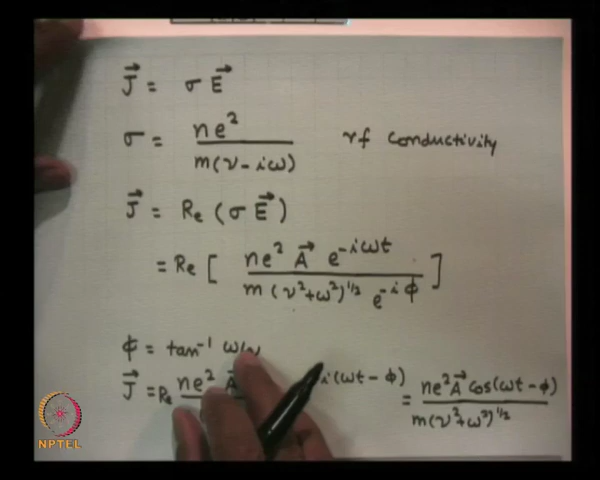 J⃗ = σ E⃗
σ = ne² / m(ν − iω)    rf conductivity
J⃗ = Re (σ E⃗)
= Re [ ne² A⃗ e^(−iωt) / m (ν²+ω²)^(1/2) e^(−iϕ) ]
ϕ = tan⁻¹ ω/ν
J⃗ = Re ne² A⃗ i(ωt − ϕ) = ne² A⃗ cos(ωt − ϕ) / m(ν²+ω²)^(1/2)
NPTEL